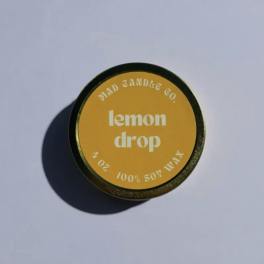 MAD CANDLE CO.
lemon
drop
4 OZ 100% SOY WAX